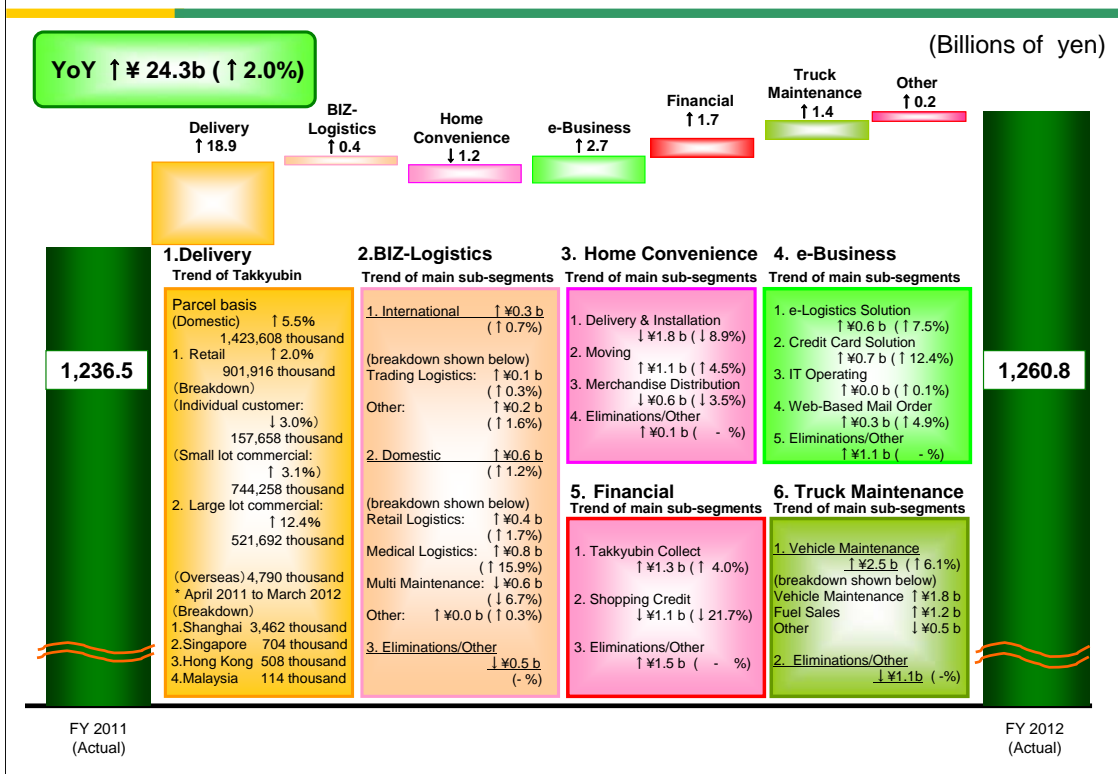 (Billions of yen)
YoY ↑¥ 24.3b (↑2.0%)
Delivery
↑18.9
BIZ-
Logistics
↑0.4
Home
Convenience
↓1.2
e-Business
↑2.7
Financial
↑1.7
Truck
Maintenance
↑1.4
Other
↑0.2
1,236.5
FY 2011
(Actual)
1.Delivery
Trend of Takkyubin
Parcel basis
(Domestic) ↑5.5%
1,423,608 thousand
1. Retail ↑2.0%
901,916 thousand
(Breakdown)
(Individual customer:
↓3.0%)
157,658 thousand
(Small lot commercial:
↑ 3.1%)
744,258 thousand
2. Large lot commercial:
↑12.4%
521,692 thousand
(Overseas) 4,790 thousand
* April 2011 to March 2012
(Breakdown)
1.Shanghai 3,462 thousand
2.Singapore 704 thousand
3.Hong Kong 508 thousand
4.Malaysia 114 thousand
2.BIZ-Logistics
Trend of main sub-segments
1. International ↑¥0.3 b
(↑0.7%)
(breakdown shown below)
Trading Logistics: ↑¥0.1 b
(↑0.3%)
Other: ↑¥0.2 b
(↑1.6%)
2. Domestic ↑¥0.6 b
(↑1.2%)
(breakdown shown below)
Retail Logistics: ↑¥0.4 b
(↑1.7%)
Medical Logistics: ↑¥0.8 b
(↑15.9%)
Multi Maintenance: ↓¥0.6 b
(↓6.7%)
Other: ↑¥0.0 b (↑0.3%)
3. Eliminations/Other
↓¥0.5 b
(- %)
3. Home Convenience
Trend of main sub-segments
1. Delivery & Installation
↓¥1.8 b (↓8.9%)
2. Moving
↑¥1.1 b (↑4.5%)
3. Merchandise Distribution
↓¥0.6 b (↓3.5%)
4. Eliminations/Other
↑¥0.1 b ( - %)
4. e-Business
Trend of main sub-segments
1. e-Logistics Solution
↑¥0.6 b (↑7.5%)
2. Credit Card Solution
↑¥0.7 b (↑12.4%)
3. IT Operating
↑¥0.0 b (↑0.1%)
4. Web-Based Mail Order
↑¥0.3 b (↑4.9%)
5. Eliminations/Other
↑¥1.1 b ( - %)
5. Financial
Trend of main sub-segments
1. Takkyubin Collect
↑¥1.3 b (↑ 4.0%)
2. Shopping Credit
↓¥1.1 b (↓21.7%)
3. Eliminations/Other
↑¥1.5 b ( - %)
6. Truck Maintenance
Trend of main sub-segments
1. Vehicle Maintenance
↑¥2.5 b (↑6.1%)
(breakdown shown below)
Vehicle Maintenance ↑¥1.8 b
Fuel Sales ↑¥1.2 b
Other ↓¥0.5 b
2. Eliminations/Other
↓¥1.1b ( -%)
1,260.8
FY 2012
(Actual)